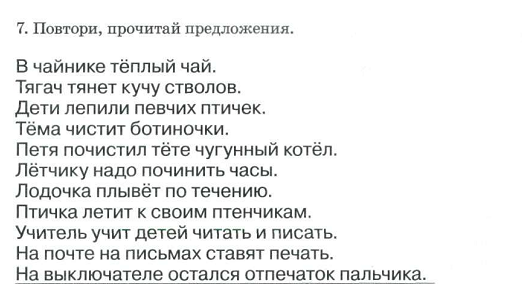 7. Повтори, прочитай предложения.
В чайнике тёплый чай.
Тягач тянет кучу стволов.
Дети лепили певчих птичек.
Тёма чистит ботиночки.
Петя почистил тёте чугунный котёл.
Лётчику надо починить часы.
Лодочка плывёт по течению.
Птичка летит к своим птенчикам.
Учитель учит детей читать и писать.
На почте на письмах ставят печать.
На выключателе остался отпечаток пальчика.